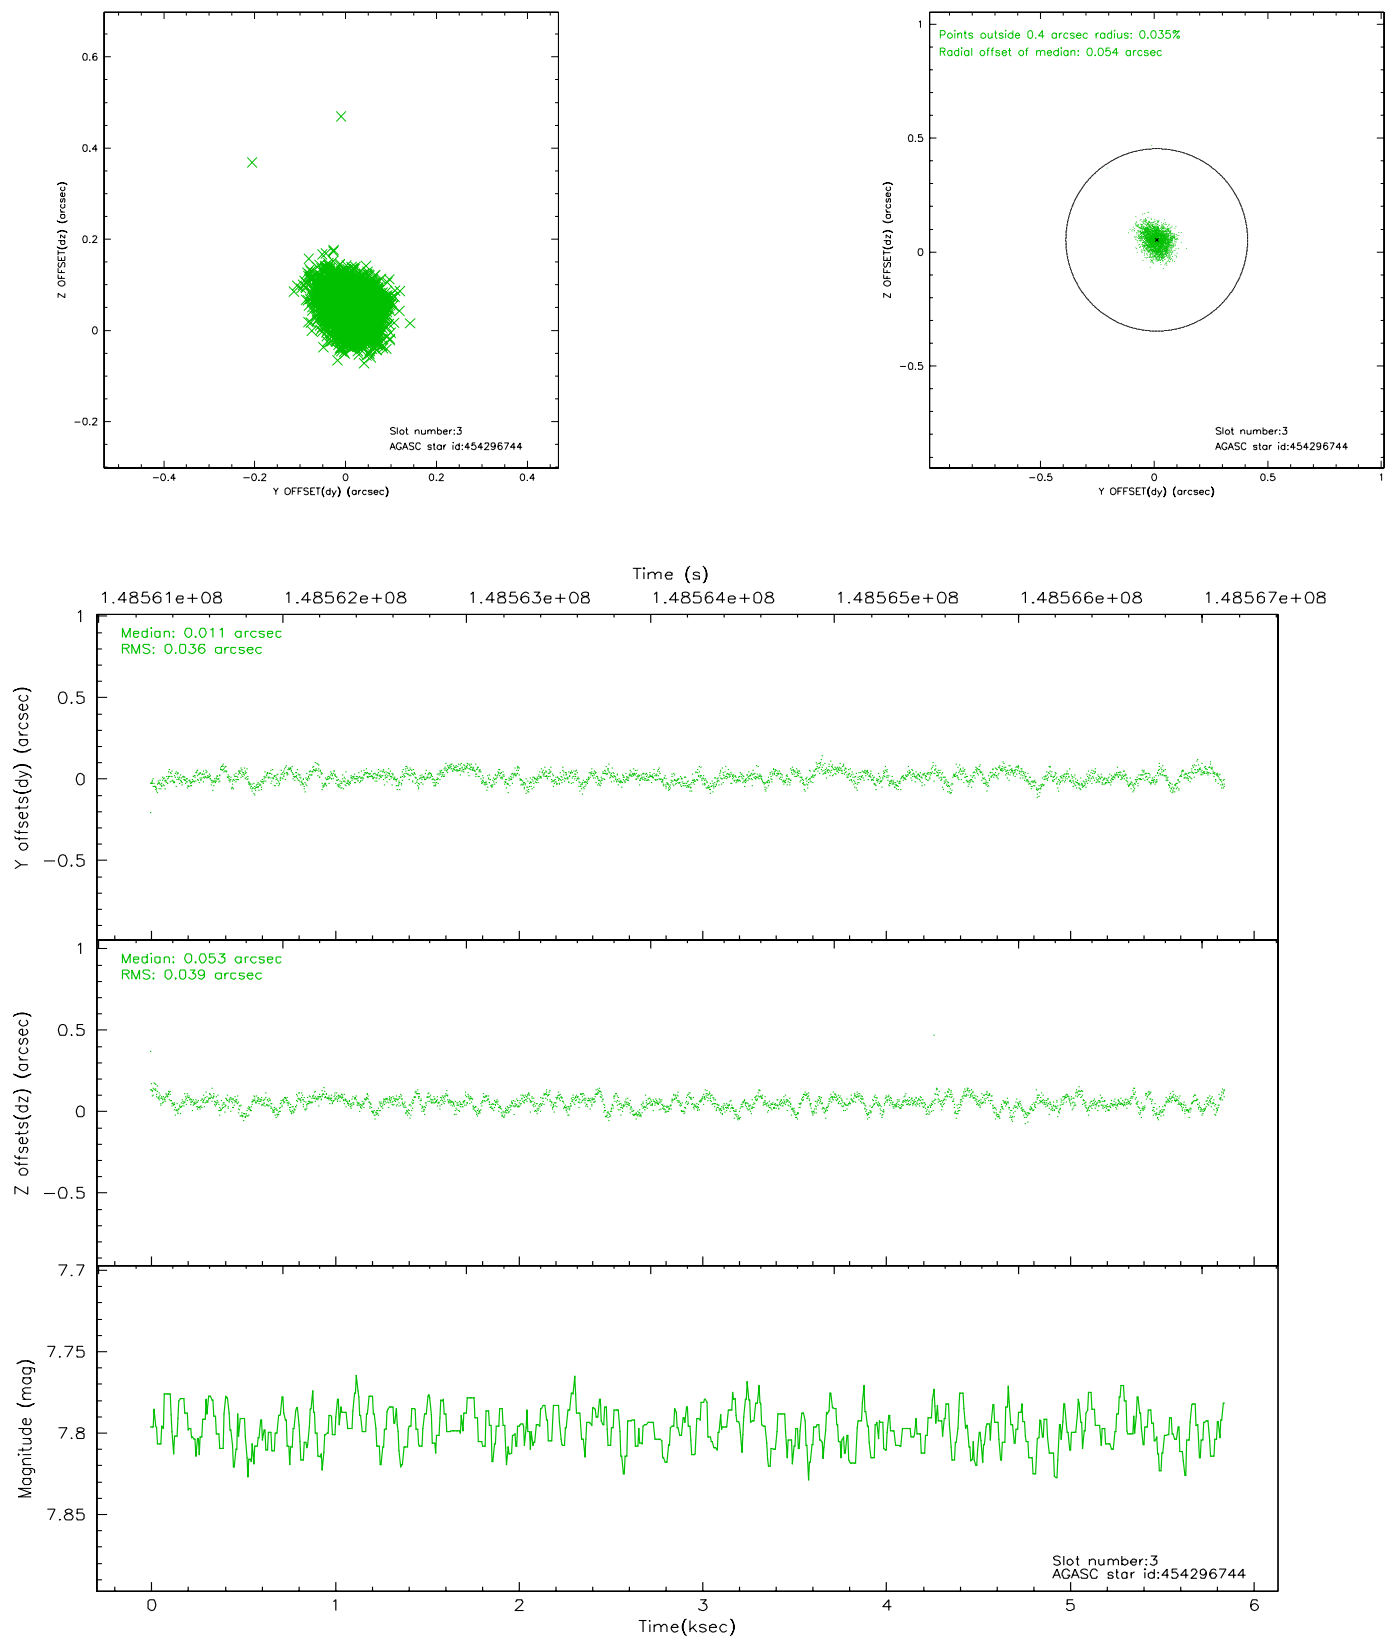 0.6
0.4
0.2
0
−0.2
Z OFFSET(dz) (arcsec)
Slot number:3
AGASC star id:454296744
−0.4 −0.2 0 0.2 0.4
Y OFFSET(dy) (arcsec)
Points outside 0.4 arcsec radius: 0.035%
Radial offset of median: 0.054 arcsec
1
0.5
0
−0.5
Z OFFSET(dz) (arcsec)
Slot number:3
AGASC star id:454296744
−0.5 0 0.5 1
Y OFFSET(dy) (arcsec)
Time (s)
1.48561e+08 1.48562e+08 1.48563e+08 1.48564e+08 1.48565e+08 1.48566e+08 1.48567e+08
Median: 0.011 arcsec
RMS: 0.036 arcsec
1
0.5
0
−0.5
Y offsets(dy) (arcsec)
Median: 0.053 arcsec
RMS: 0.039 arcsec
1
0.5
0
−0.5
Z offsets(dz) (arcsec)
7.7
7.75
7.8
7.85
Magnitude (mag)
Slot number:3
AGASC star id:454296744
0 1 2 3 4 5 6
Time(ksec)